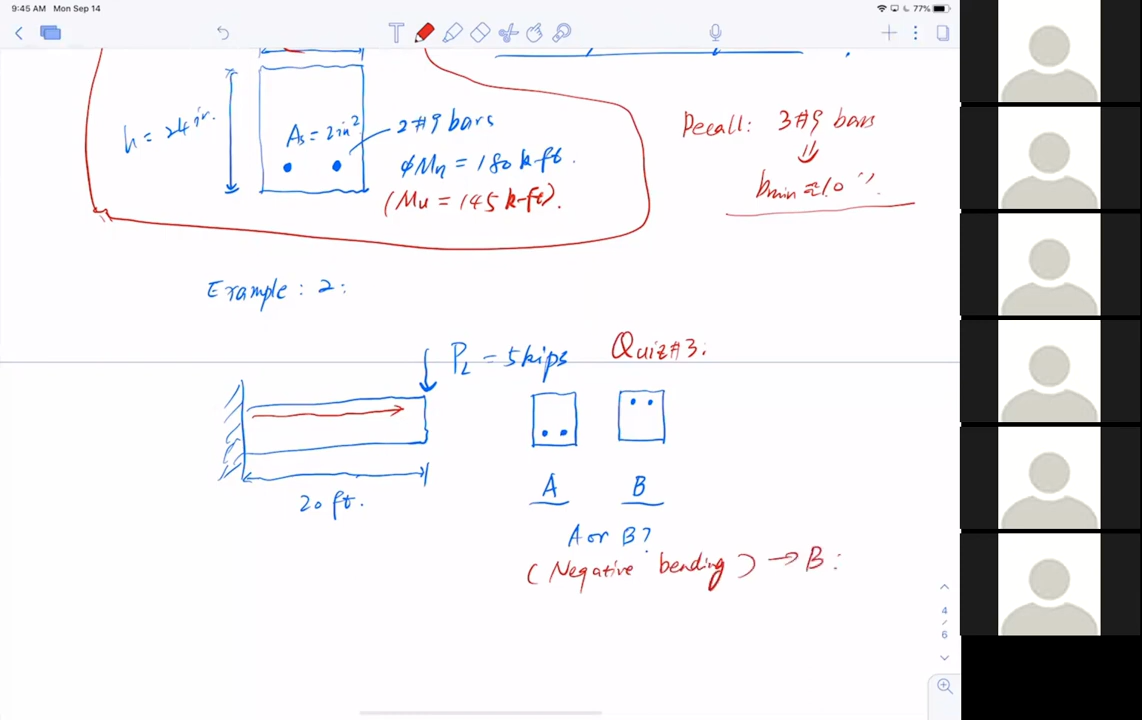 9:45 AM Mon Sep 14
77%
h = 24 in.
As = 2 in²
2 #9 bars
ϕMn = 180 k-ft.
(Mu = 145 k-ft).
Recall: 3 #9 bars
⇓
bmin ≈ 10".
Example : 2 :
PL = 5 kips
Quiz#3:
20 ft.
A B
A or B?
(Negative bending) → B :
4
/
6